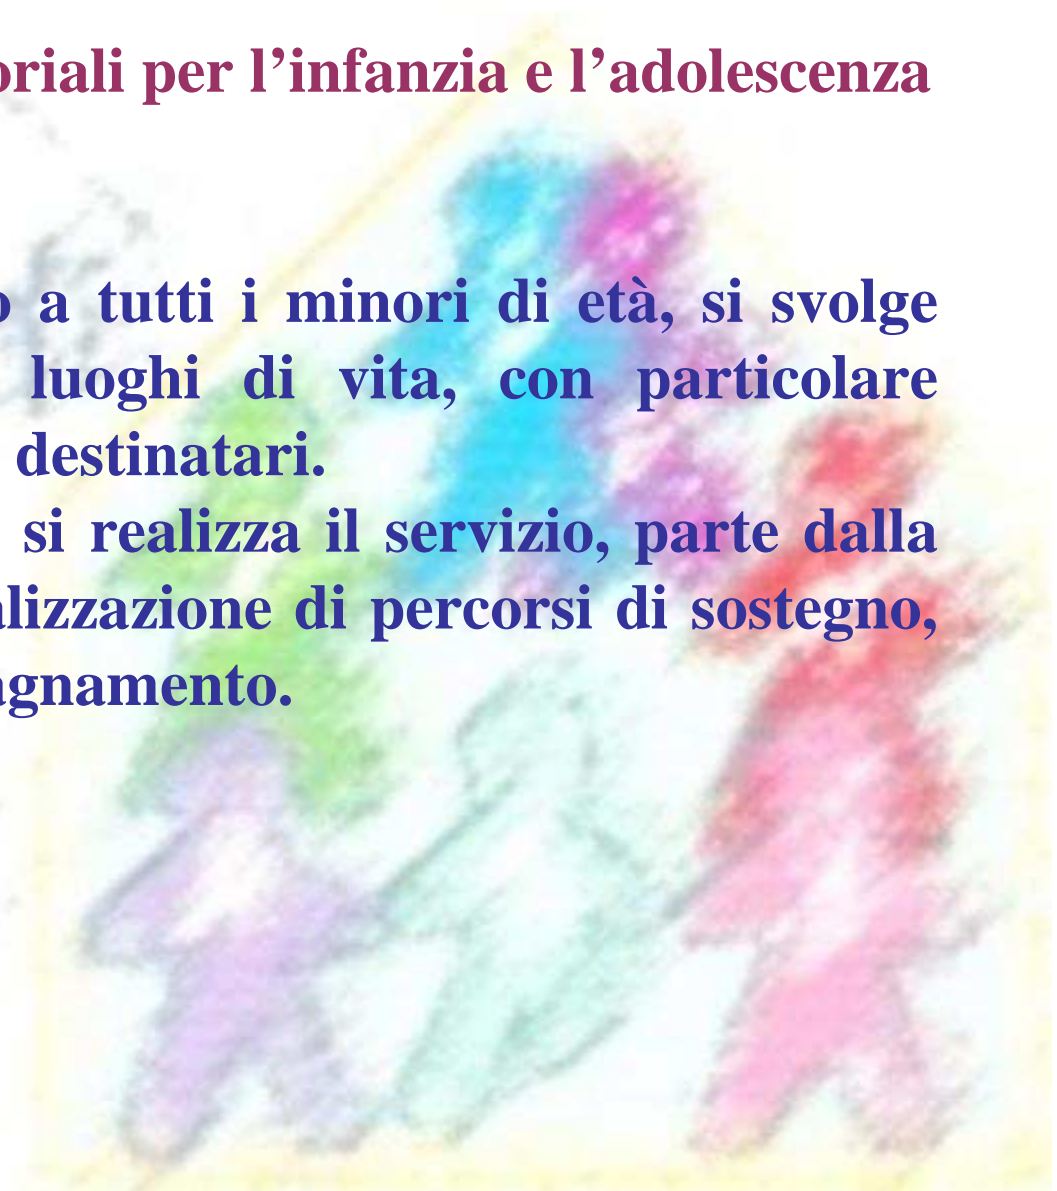 oriali per l’infanzia e l’adolescenza
o a tutti i minori di età, si svolge
luoghi di vita, con particolare
destinatari.
si realizza il servizio, parte dalla
alizzazione di percorsi di sostegno,
agnamento.